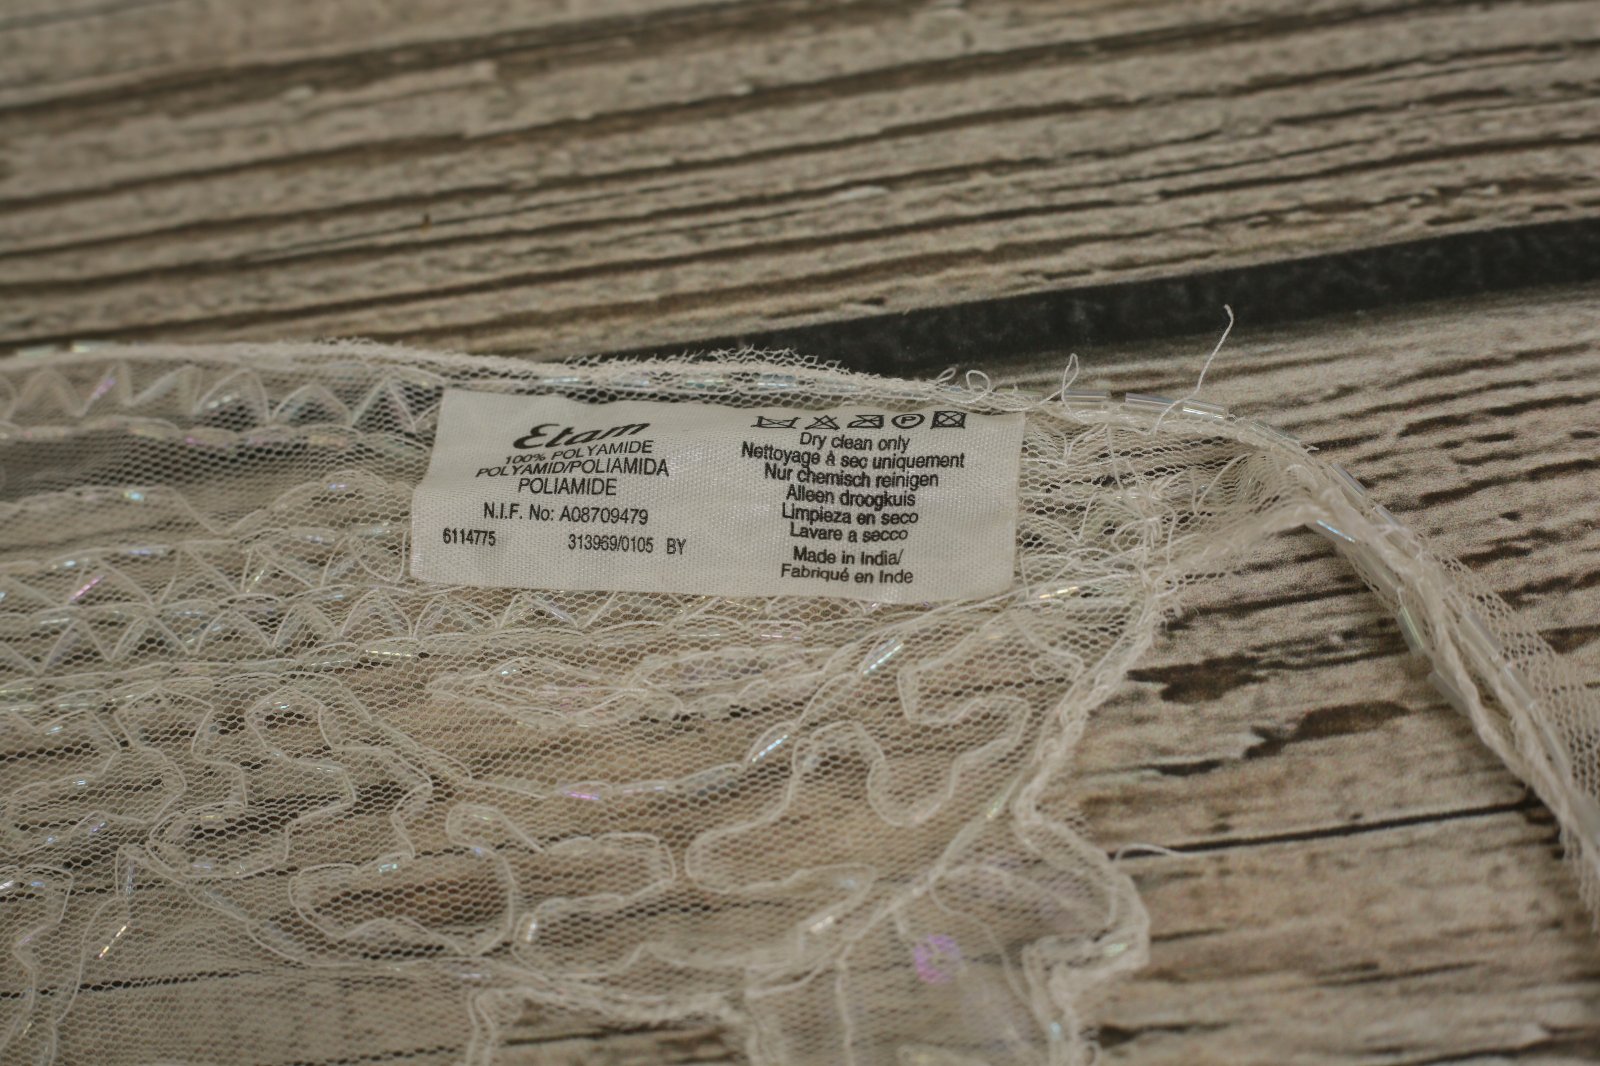 Etam
100% POLYAMIDE
POLYAMID/POLIAMIDA
POLIAMIDE
N.I.F. No: A08709479
6114775 313969/0105 BY
P
Dry clean only
Nettoyage à sec uniquement
Nur chemisch reinigen
Alleen droogkuis
Limpieza en seco
Lavare a secco
Made in India/
Fabriqué en Inde